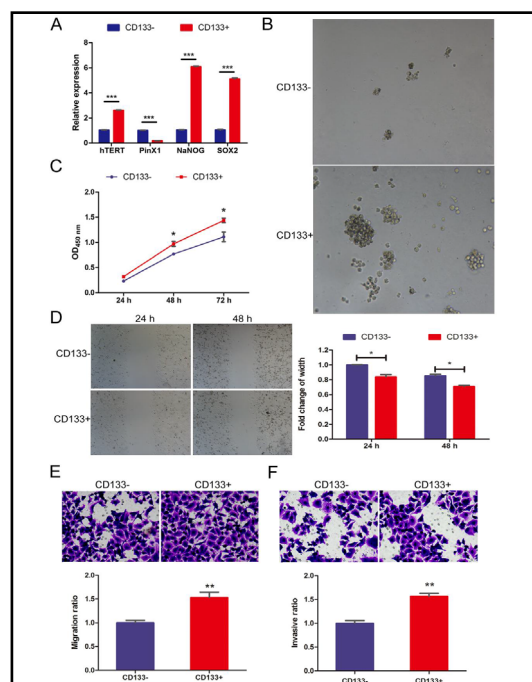 A
CD133-
CD133+
Relative expression
8
6
4
2
0
***
***
***
***
hTERT
PinX1
NaNOG
SOX2
B
CD133-
CD133+
C
CD133-
CD133+
OD450 nm
2.0
1.5
1.0
0.5
0.0
*
*
24 h
48 h
72 h
D
24 h
48 h
CD133-
CD133+
CD133-
CD133+
Fold change of width
1.0
0.8
0.6
0.4
0.2
0.0
*
*
24 h
48 h
E
CD133-
CD133+
Migration ratio
2.0
1.5
1.0
0.5
0.0
**
CD133-
CD133+
F
CD133-
CD133+
Invasive ratio
2.0
1.5
1.0
0.5
0.0
**
CD133-
CD133+